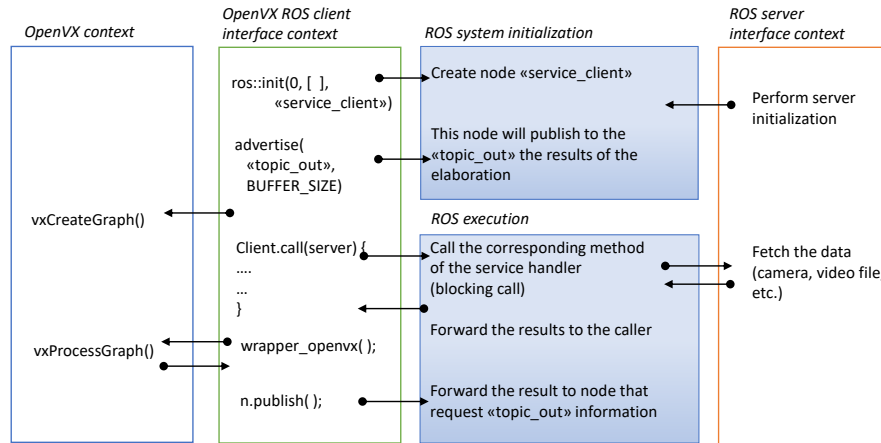 OpenVX context
OpenVX ROS client
interface context
ROS system initialization
ROS server
interface context
ros::init(0, [ ],
«service_client»)
Create node «service_client»
Perform server
initialization
advertise(
«topic_out»,
BUFFER_SIZE)
This node will publish to the
«topic_out» the results of the
elaboration
vxCreateGraph()
ROS execution
Client.call(server) {
....
...
}
Call the corresponding method
of the service handler
(blocking call)
Fetch the data
(camera, video file,
etc.)
Forward the results to the caller
vxProcessGraph()
wrapper_openvx( );
n.publish( );
Forward the result to node that
request «topic_out» information